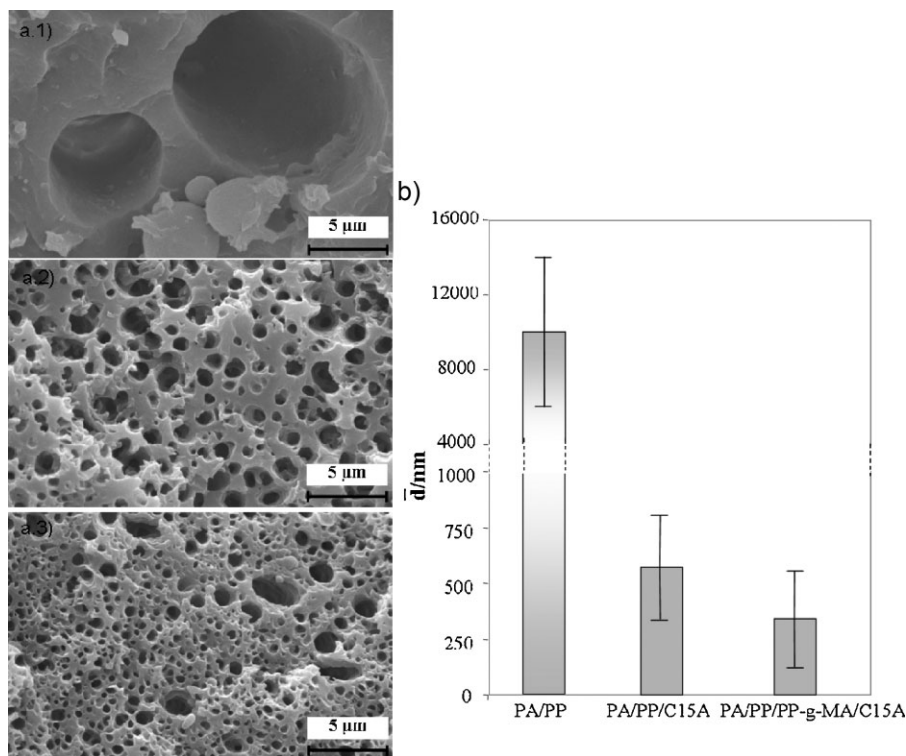 a.1)
5 µm
a.2)
5 µm
a.3)
5 µm
b)
16000
12000
8000
4000
1000
750
500
250
0
d̅/nm
PA/PP
PA/PP/C15A
PA/PP/PP-g-MA/C15A